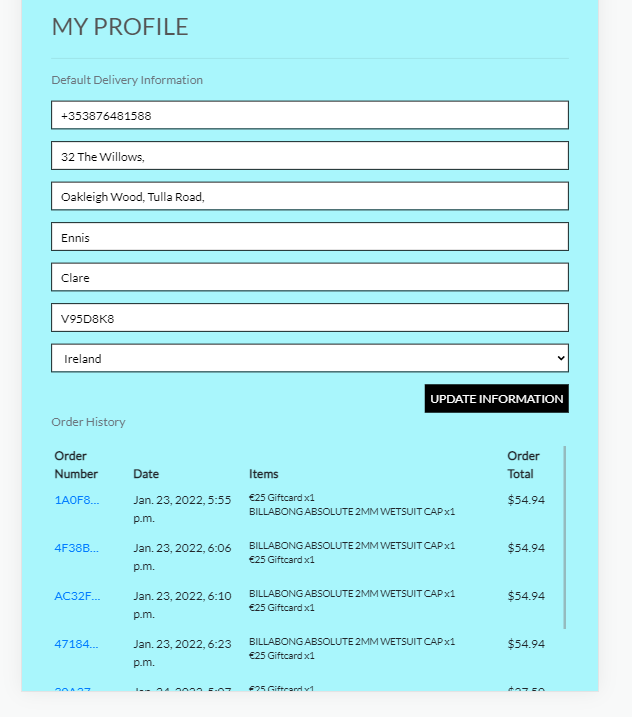 MY PROFILE
Default Delivery Information
+353876481588
32 The Willows,
Oakleigh Wood, Tulla Road,
Ennis
Clare
V95D8K8
Ireland
UPDATE INFORMATION
Order History
Order Number Date Items Order Total
1A0F8... Jan. 23, 2022, 5:55 p.m. €25 Giftcard x1 $54.94
BILLABONG ABSOLUTE 2MM WETSUIT CAP x1
4F38B... Jan. 23, 2022, 6:06 p.m. BILLABONG ABSOLUTE 2MM WETSUIT CAP x1 $54.94
€25 Giftcard x1
AC32F... Jan. 23, 2022, 6:10 p.m. BILLABONG ABSOLUTE 2MM WETSUIT CAP x1 $54.94
€25 Giftcard x1
47184... Jan. 23, 2022, 6:23 p.m. BILLABONG ABSOLUTE 2MM WETSUIT CAP x1 $54.94
€25 Giftcard x1
Jan. 24, 2022, 5:07 €25 Giftcard x1